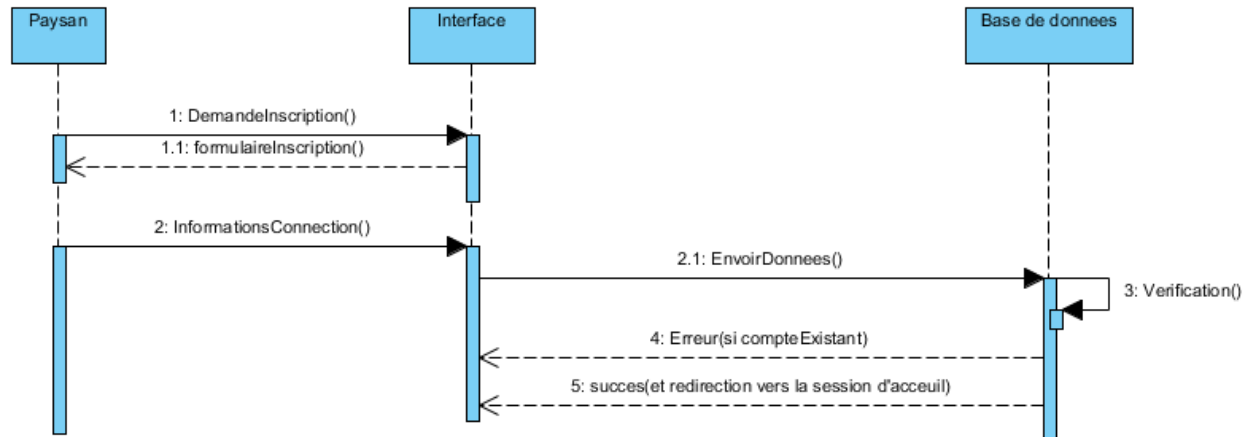 Paysan
Interface
Base de donnees
1: DemandeInscription()
1.1: formulaireInscription()
2: InformationsConnection()
2.1: EnvoirDonnees()
3: Verification()
4: Erreur(si compteExistant)
5: succes(et redirection vers la session d'acceuil)